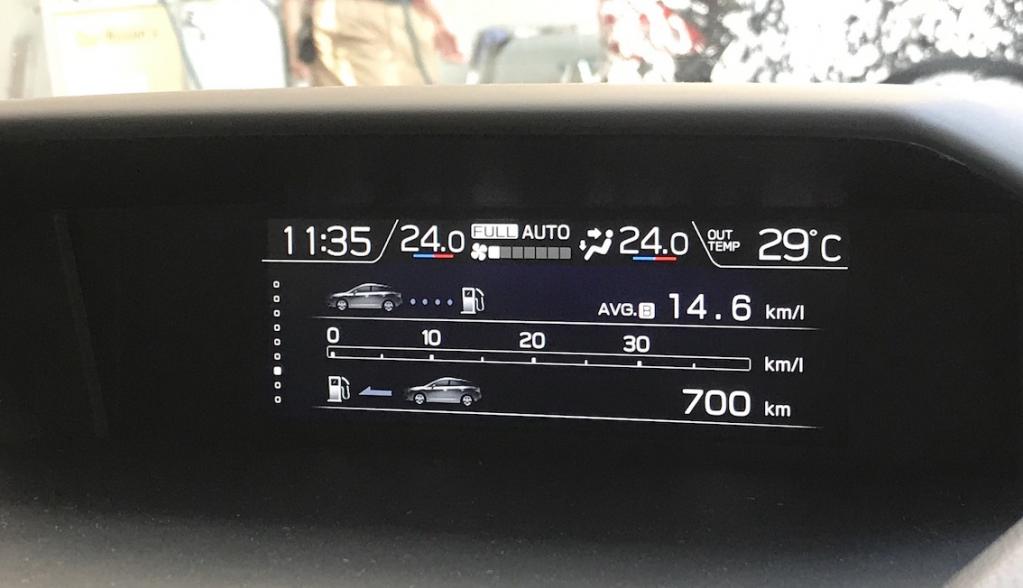 11:35 24.0 FULL AUTO 24.0 OUT TEMP 29°C
AVG.B 14.6 km/l
0 10 20 30
km/l
700 km